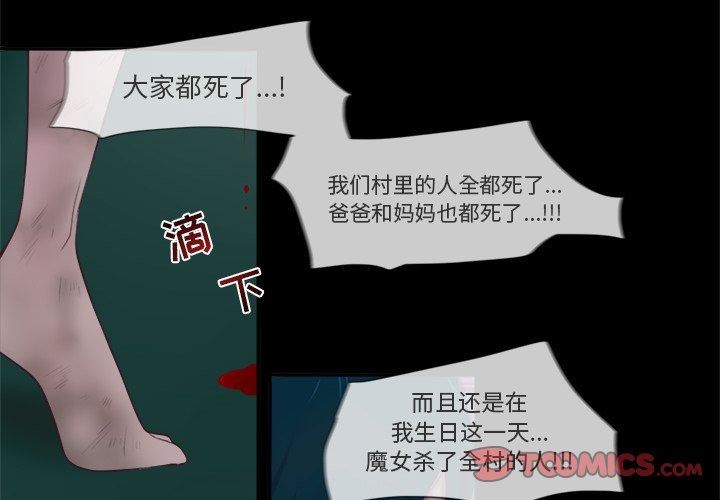 大家都死了...!
我们村里的人全都死了...
爸爸和妈妈也都死了...!!!
滴
下
而且还是在
我生日这一天...
魔女杀了全村的人!!
BTCOMICS.COM